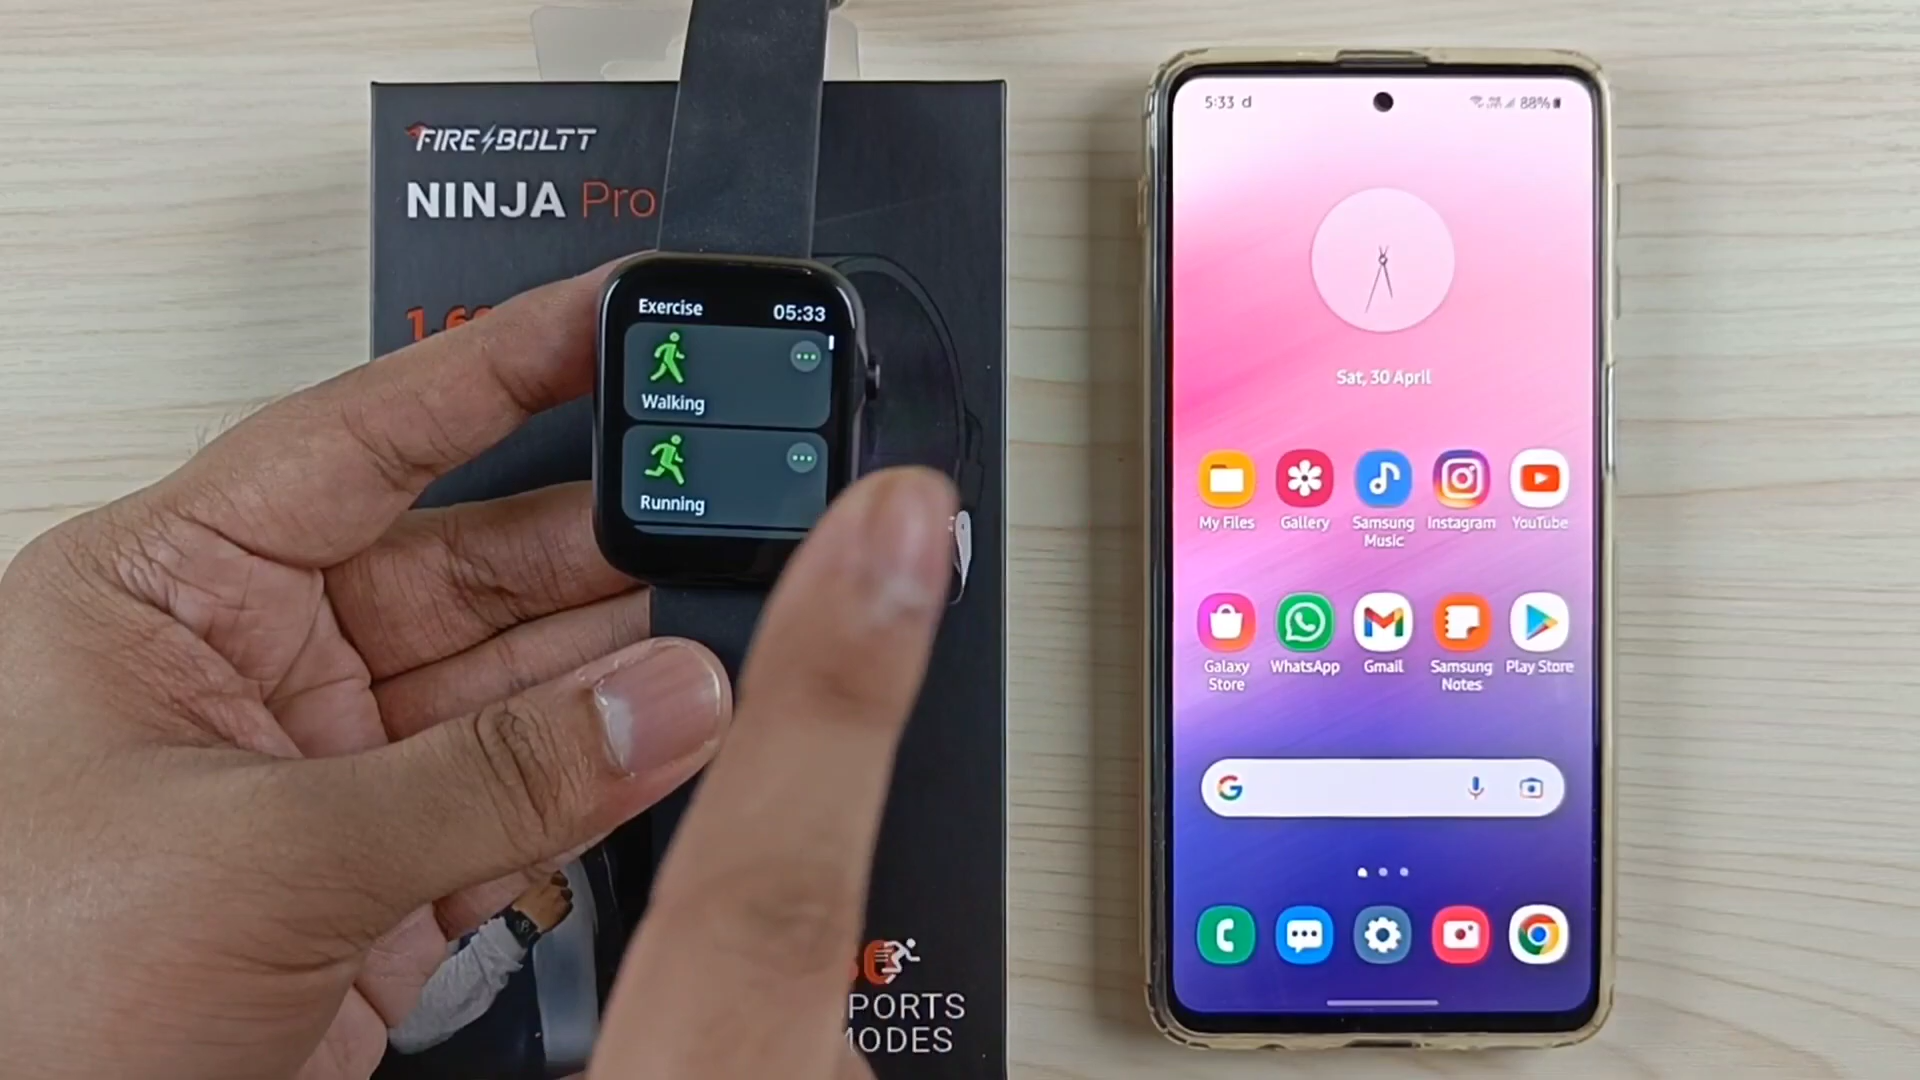 FIRE BOLTT
NINJA Pro
Exercise
05:33
Walking
Running
PORTS
MODES
5:33
88%
Sat, 30 April
My Files
Gallery
Samsung
Music
Instagram
YouTube
Galaxy
Store
WhatsApp
Gmail
Samsung
Notes
Play Store